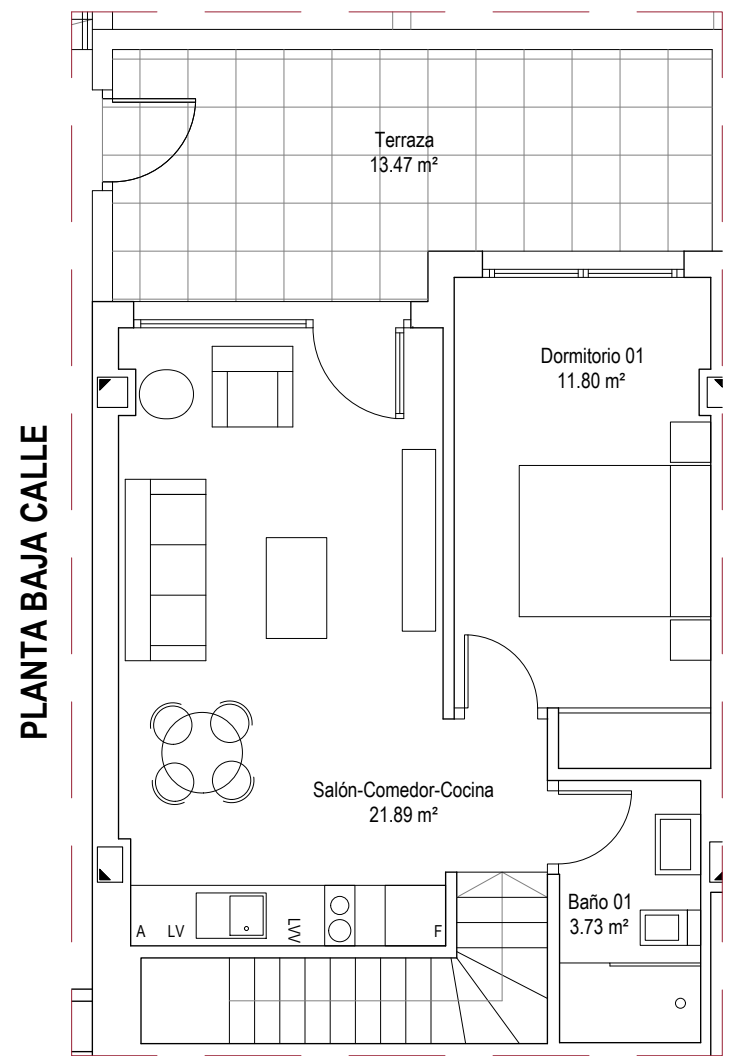 PLANTA BAJA CALLE
Terraza
13.47 m²
Dormitorio 01
11.80 m²
Salón-Comedor-Cocina
21.89 m²
Baño 01
3.73 m²
A LV LVV F